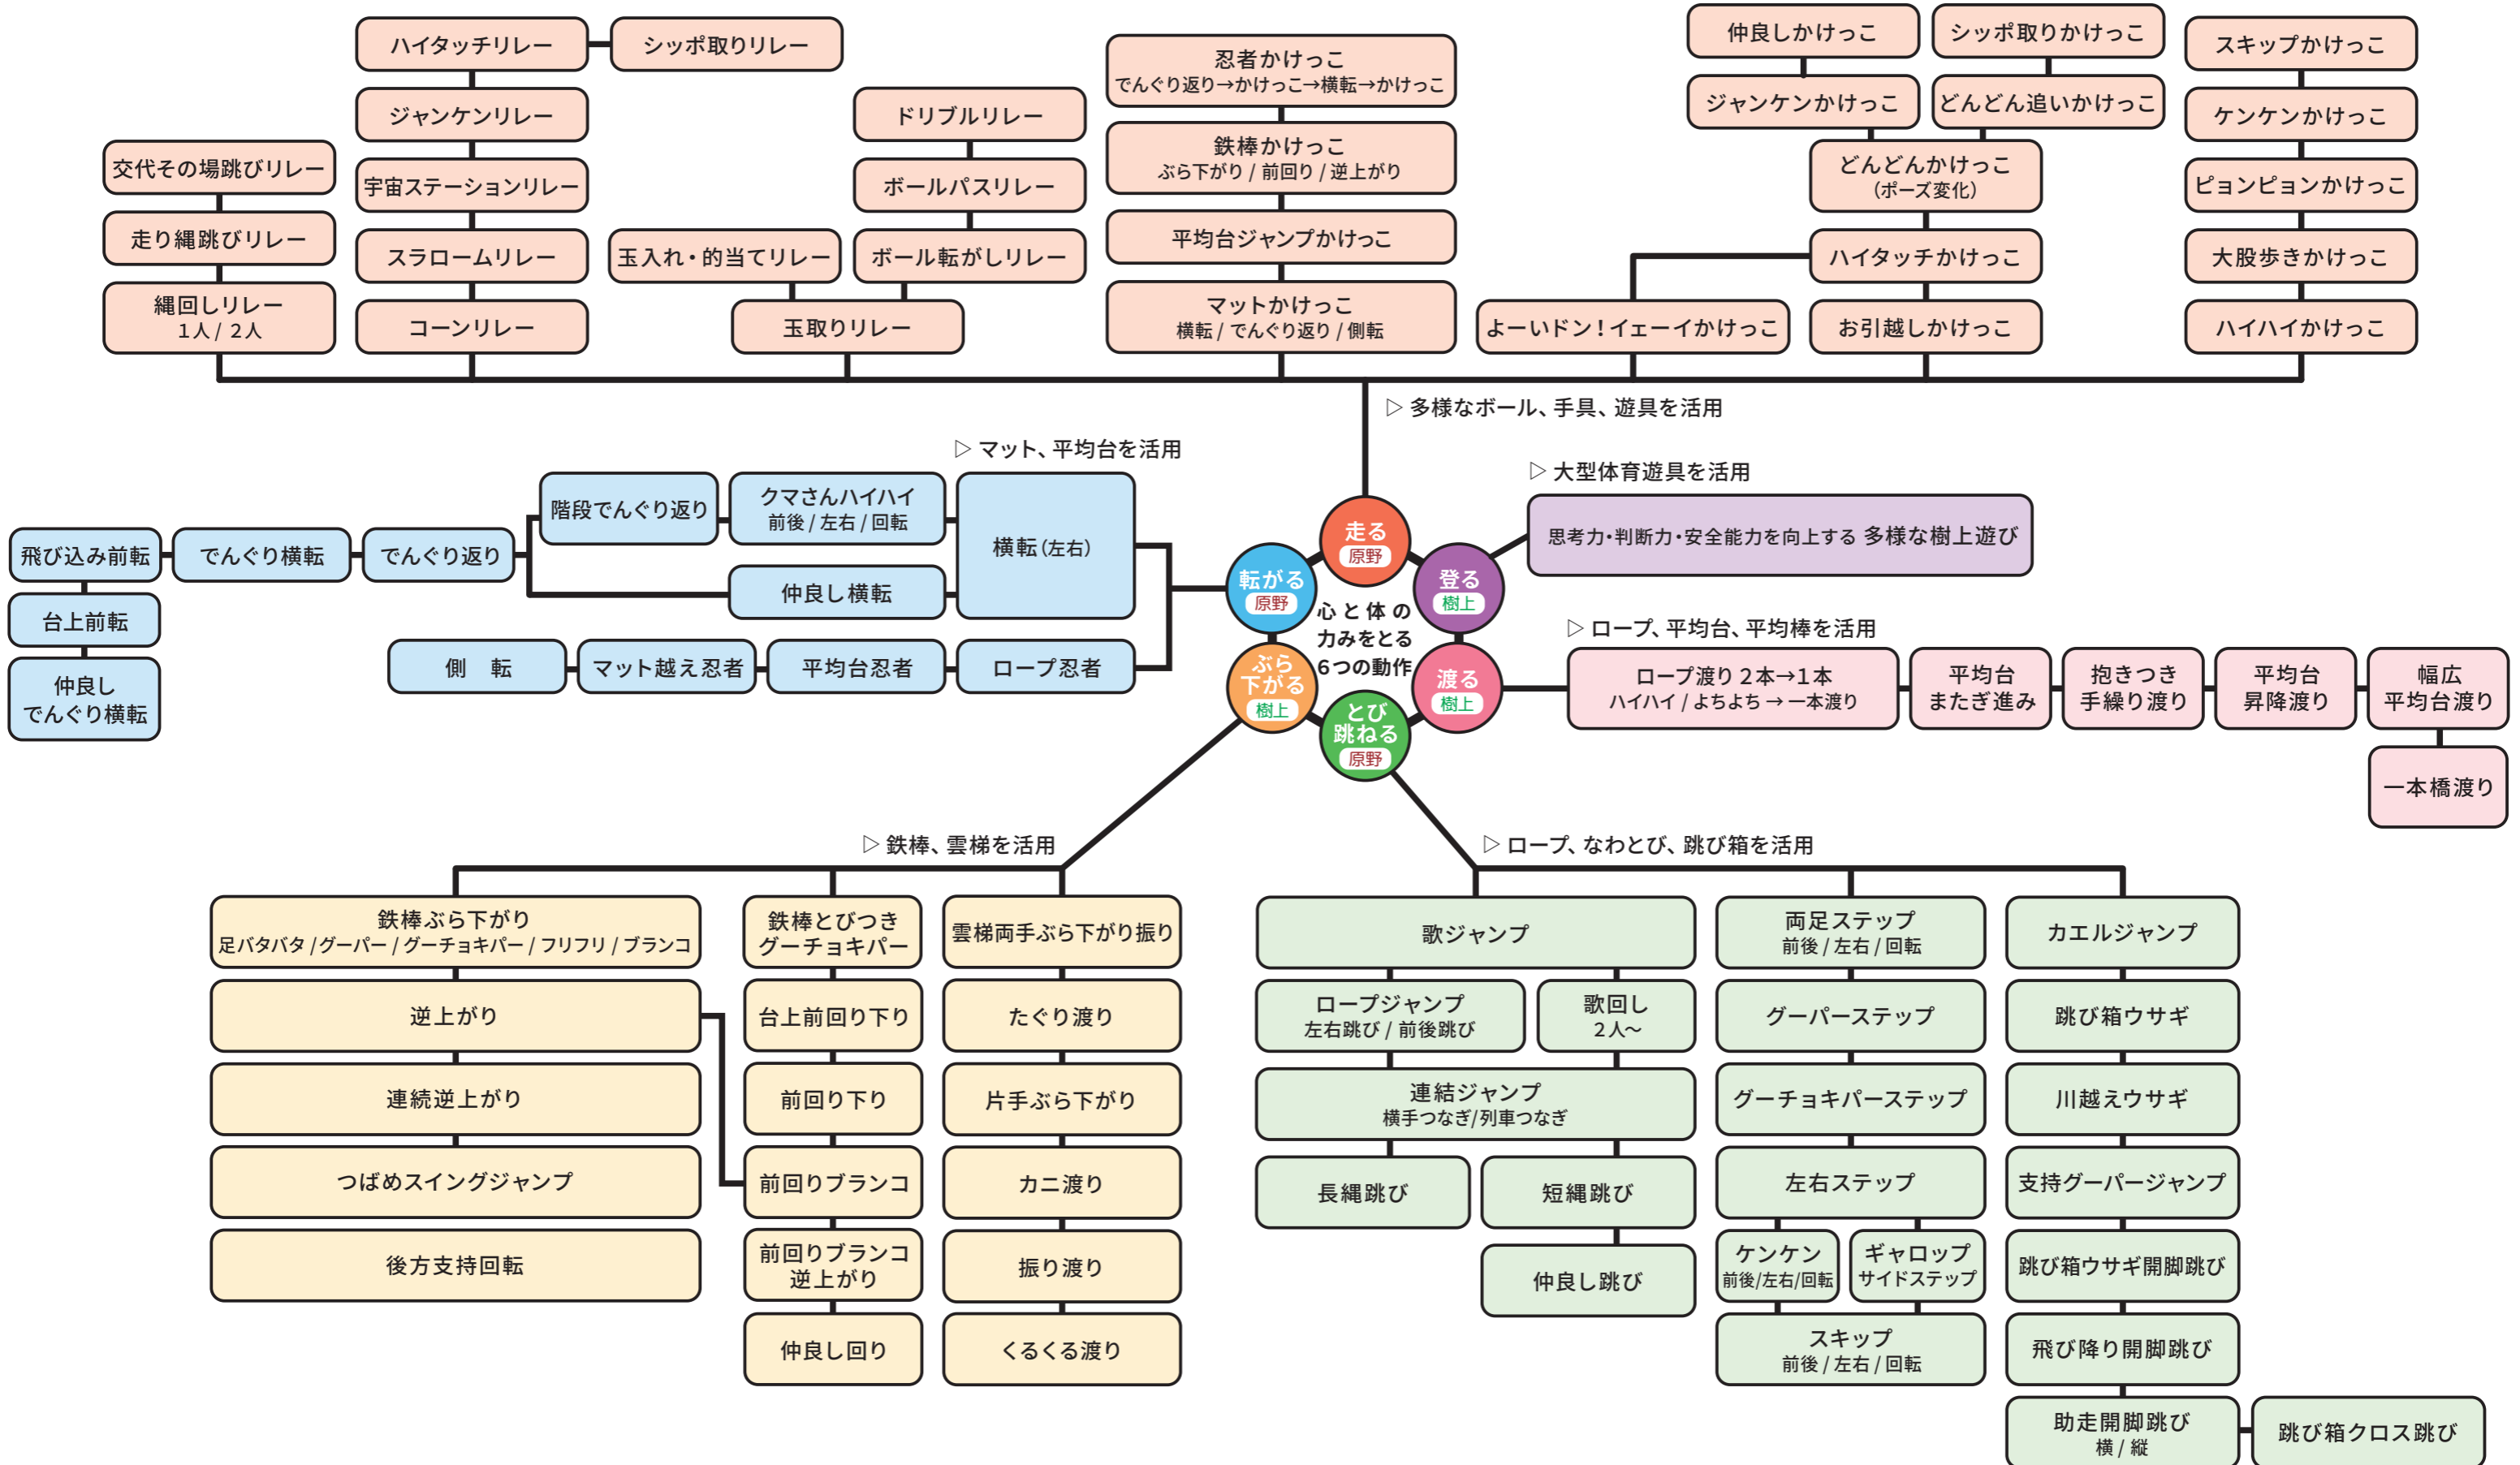 ハイタッチリレー
シッポ取りリレー
ジャンケンリレー
宇宙ステーションリレー
スラロームリレー
コーンリレー
交代その場跳びリレー
走り縄跳びリレー
縄回しリレー
1人 / 2人
ドリブルリレー
ボールパスリレー
玉入れ・的当てリレー
ボール転がしリレー
玉取りリレー
忍者かけっこ
でんぐり返り→かけっこ→横転→かけっこ
鉄棒かけっこ
ぶら下がり / 前回り / 逆上がり
平均台ジャンプかけっこ
マットかけっこ
横転 / でんぐり返り / 側転
仲良しかけっこ
シッポ取りかけっこ
ジャンケンかけっこ
どんどん追いかけっこ
どんどんかけっこ
（ポーズ変化）
ハイタッチかけっこ
よーいドン！イェーイかけっこ
お引越しかけっこ
スキップかけっこ
ケンケンかけっこ
ピョンピョンかけっこ
大股歩きかけっこ
ハイハイかけっこ
▷ 多様なボール、手具、遊具を活用
▷ マット、平均台を活用
階段でんぐり返り
クマさんハイハイ
前後 / 左右 / 回転
横転（左右）
飛び込み前転
でんぐり横転
でんぐり返り
仲良し横転
台上前転
仲良し
でんぐり横転
側　転
マット越え忍者
平均台忍者
ロープ忍者
走る
原野
転がる
原野
登る
樹上
心と体の
力みをとる
6つの動作
ぶら
下がる
樹上
渡る
樹上
とび
跳ねる
原野
▷ 大型体育遊具を活用
思考力・判断力・安全能力を向上する 多様な樹上遊び
▷ ロープ、平均台、平均棒を活用
ロープ渡り 2本→1本
ハイハイ / よちよち → 一本渡り
平均台
またぎ進み
抱きつき
手繰り渡り
平均台
昇降渡り
幅広
平均台渡り
一本橋渡り
▷ 鉄棒、雲梯を活用
鉄棒ぶら下がり
足バタバタ / グーパー / グーチョキパー / フリフリ / ブランコ
逆上がり
連続逆上がり
つばめスイングジャンプ
後方支持回転
鉄棒とびつき
グーチョキパー
台上前回り下り
前回り下り
前回りブランコ
前回りブランコ
逆上がり
仲良し回り
雲梯両手ぶら下がり振り
たぐり渡り
片手ぶら下がり
カニ渡り
振り渡り
くるくる渡り
▷ ロープ、なわとび、跳び箱を活用
歌ジャンプ
ロープジャンプ
左右跳び / 前後跳び
歌回し
2人～
連結ジャンプ
横手つなぎ/列車つなぎ
長縄跳び
短縄跳び
仲良し跳び
両足ステップ
前後 / 左右 / 回転
グーパーステップ
グーチョキパーステップ
左右ステップ
ケンケン
前後/左右/回転
ギャロップ
サイドステップ
スキップ
前後 / 左右 / 回転
カエルジャンプ
跳び箱ウサギ
川越えウサギ
支持グーパージャンプ
跳び箱ウサギ開脚跳び
飛び降り開脚跳び
助走開脚跳び
横 / 縦
跳び箱クロス跳び